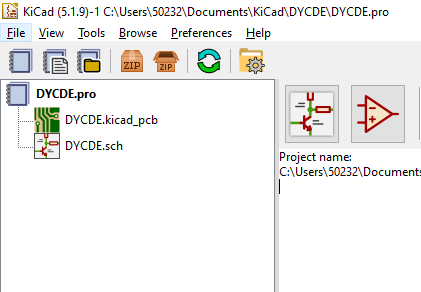 KiCad (5.1.9)-1 C:\Users\50232\Documents\KiCad\DYCDE\DYCDE.pro
File View Tools Browse Preferences Help
ZIP ZIP
DYCDE.pro
DYCDE.kicad_pcb
DYCDE.sch
Project name:
C:\Users\50232\Documents